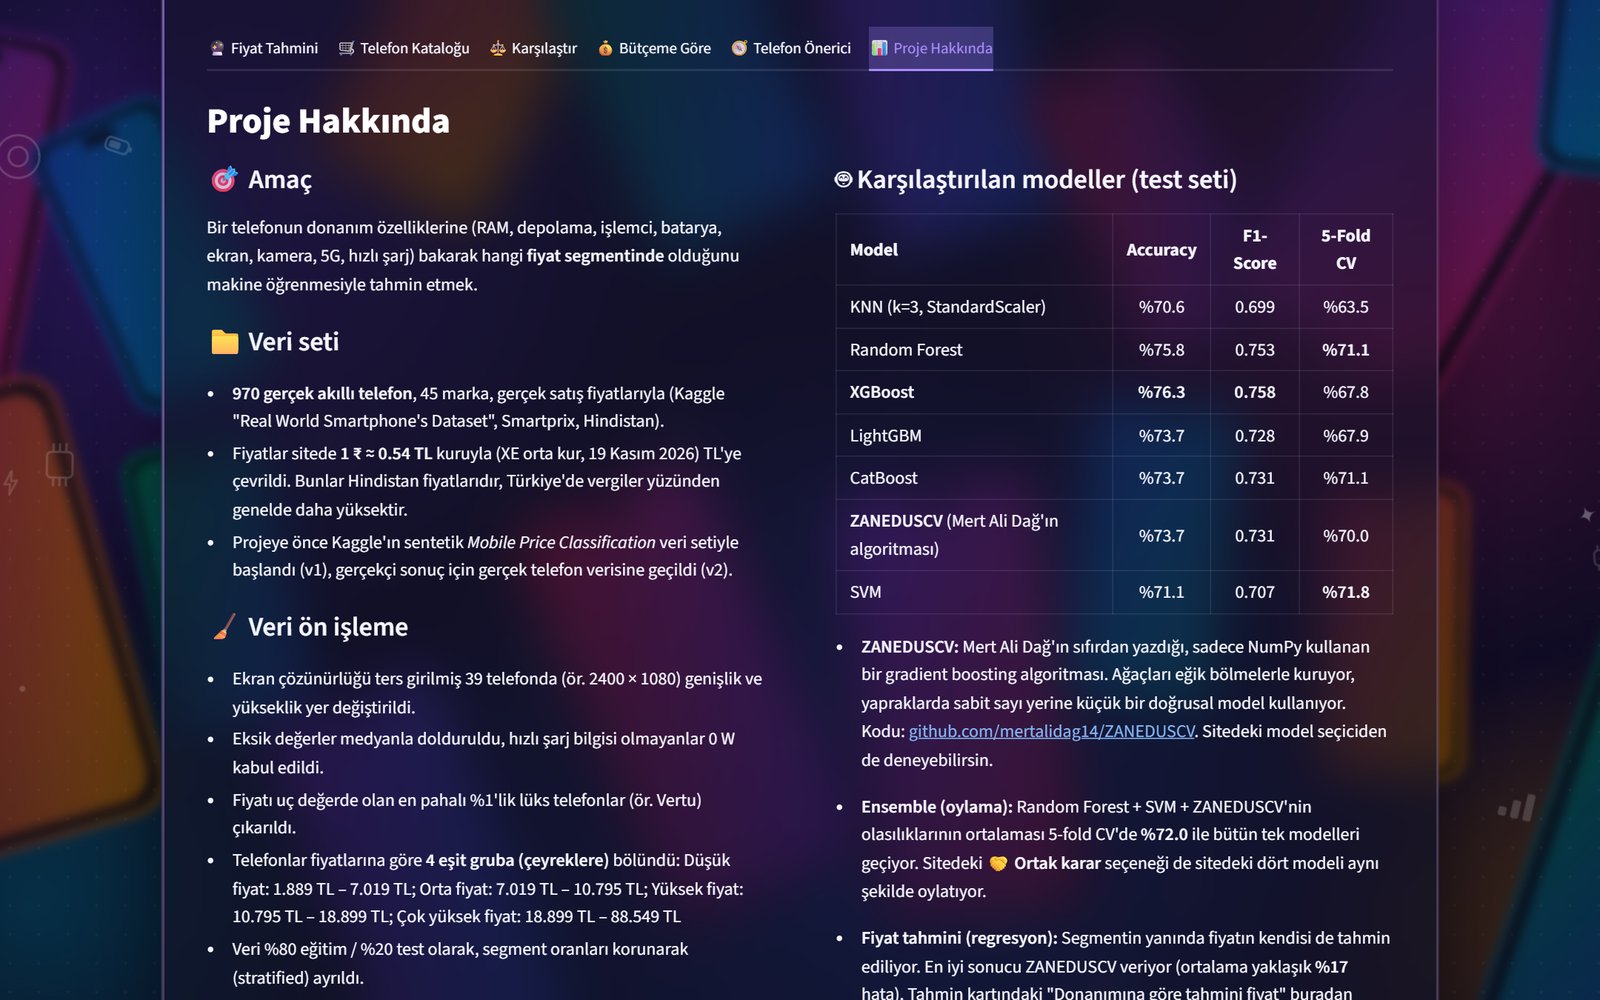 Fiyat Tahmini Telefon Kataloğu Karşılaştır Bütçeme Göre Telefon Önerici Proje Hakkında
Proje Hakkında
Amaç
Bir telefonun donanım özelliklerine (RAM, depolama, işlemci, batarya,
ekran, kamera, 5G, hızlı şarj) bakarak hangi fiyat segmentinde olduğunu
makine öğrenmesiyle tahmin etmek.
Veri seti
• 970 gerçek akıllı telefon, 45 marka, gerçek satış fiyatlarıyla (Kaggle
"Real World Smartphone's Dataset", Smartprix, Hindistan).
• Fiyatlar sitede 1 ₹ ≈ 0.54 TL kuruyla (XE orta kur, 19 Kasım 2026) TL'ye
çevrildi. Bunlar Hindistan fiyatlarıdır, Türkiye'de vergiler yüzünden
genelde daha yüksektir.
• Projeye önce Kaggle'ın sentetik Mobile Price Classification veri setiyle
başlandı (v1), gerçekçi sonuç için gerçek telefon verisine geçildi (v2).
Veri ön işleme
• Ekran çözünürlüğü ters girilmiş 39 telefonda (ör. 2400 × 1080) genişlik ve
yükseklik yer değiştirildi.
• Eksik değerler medyanla dolduruldu, hızlı şarj bilgisi olmayanlar 0 W
kabul edildi.
• Fiyatı uç değerde olan en pahalı %1'lik lüks telefonlar (ör. Vertu)
çıkarıldı.
• Telefonlar fiyatlarına göre 4 eşit gruba (çeyreklere) bölündü: Düşük
fiyat: 1.889 TL – 7.019 TL; Orta fiyat: 7.019 TL – 10.795 TL; Yüksek fiyat:
10.795 TL – 18.899 TL; Çok yüksek fiyat: 18.899 TL – 88.549 TL
• Veri %80 eğitim / %20 test olarak, segment oranları korunarak
(stratified) ayrıldı.
Karşılaştırılan modeller (test seti)
Model Accuracy F1-Score 5-Fold CV
KNN (k=3, StandardScaler) %70.6 0.699 %63.5
Random Forest %75.8 0.753 %71.1
XGBoost %76.3 0.758 %67.8
LightGBM %73.7 0.728 %67.9
CatBoost %73.7 0.731 %71.1
ZANEDUSCV (Mert Ali Dağ'ın algoritması) %73.7 0.731 %70.0
SVM %71.1 0.707 %71.8
• ZANEDUSCV: Mert Ali Dağ'ın sıfırdan yazdığı, sadece NumPy kullanan
bir gradient boosting algoritması. Ağaçları eğik bölmelerle kuruyor,
yapraklarda sabit sayı yerine küçük bir doğrusal model kullanıyor.
Kodu: github.com/mertalidag14/ZANEDUSCV. Sitedeki model seçiciden
de deneyebilirsin.
• Ensemble (oylama): Random Forest + SVM + ZANEDUSCV'nin
olasılıklarının ortalaması 5-fold CV'de %72.0 ile bütün tek modelleri
geçiyor. Sitedeki Ortak karar seçeneği de sitedeki dört modeli aynı
şekilde oylatıyor.
• Fiyat tahmini (regresyon): Segmentin yanında fiyatın kendisi de tahmin
ediliyor. En iyi sonucu ZANEDUSCV veriyor (ortalama yaklaşık %17
hata). Tahmin kartındaki "Donanımına göre tahmini fiyat" buradan